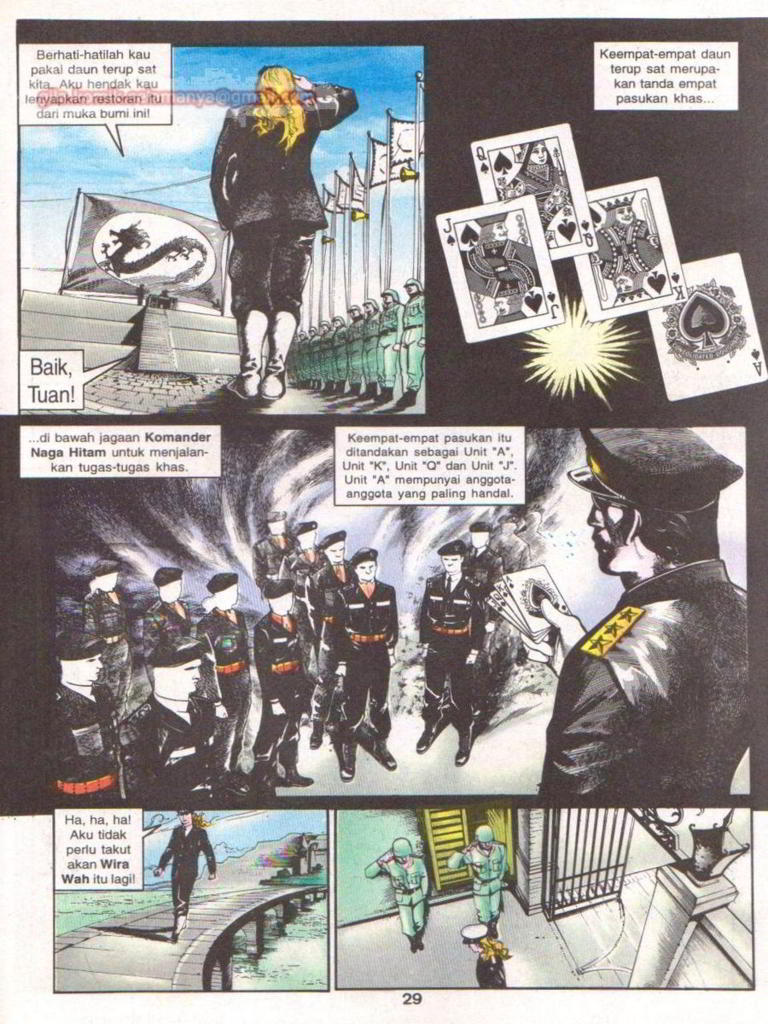 Berhati-hatilah kau
pakai daun terup sat
kita. Aku hendak kau
lenyapkan restoran itu
dari muka bumi ini!
Baik,
Tuan!
Keempat-empat daun
terup sat merupa-
kan tanda empat
pasukan khas...
Q
J
K
A
...di bawah jagaan Komander
Naga Hitam untuk menjalan-
kan tugas-tugas khas.
Keempat-empat pasukan itu
ditandakan sebagai Unit "A",
Unit "K", Unit "Q" dan Unit "J".
Unit "A" mempunyai anggota-
anggota yang paling handal.
Ha, ha, ha!
Aku tidak
perlu takut
akan Wira
Wah itu lagi!
29